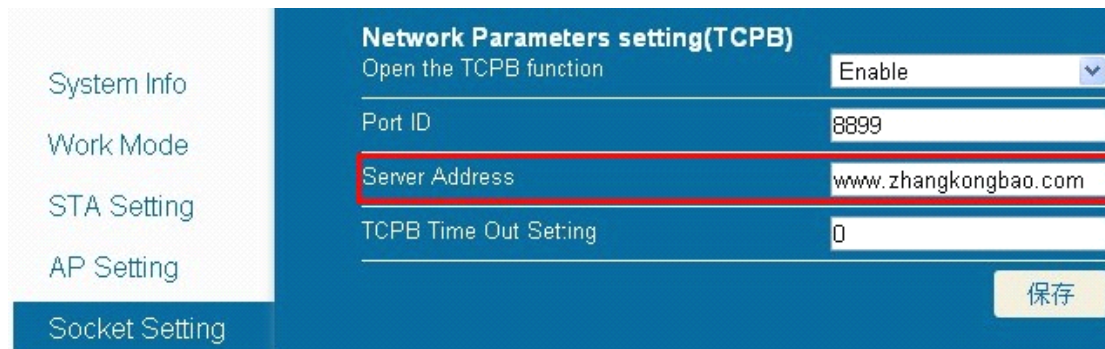 System Info
Work Mode
STA Setting
AP Setting
Socket Setting
Network Parameters setting(TCPB)
Open the TCPB function Enable
Port ID 8899
Server Address www.zhangkongbao.com
TCPB Time Out Setting 0
保存